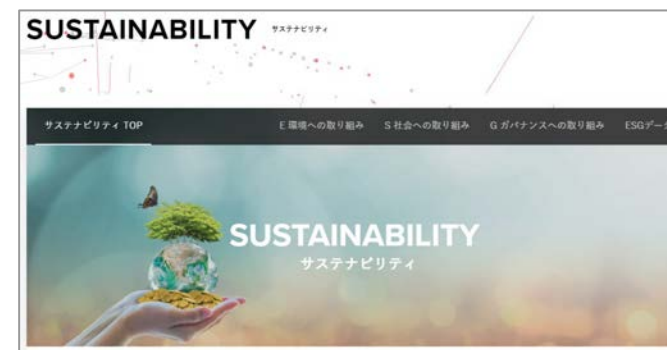 SUSTAINABILITY サステナビリティ
サステナビリティ TOP E 環境への取り組み S 社会への取り組み G ガバナンスへの取り組み ESGデータ
SUSTAINABILITY
サステナビリティ